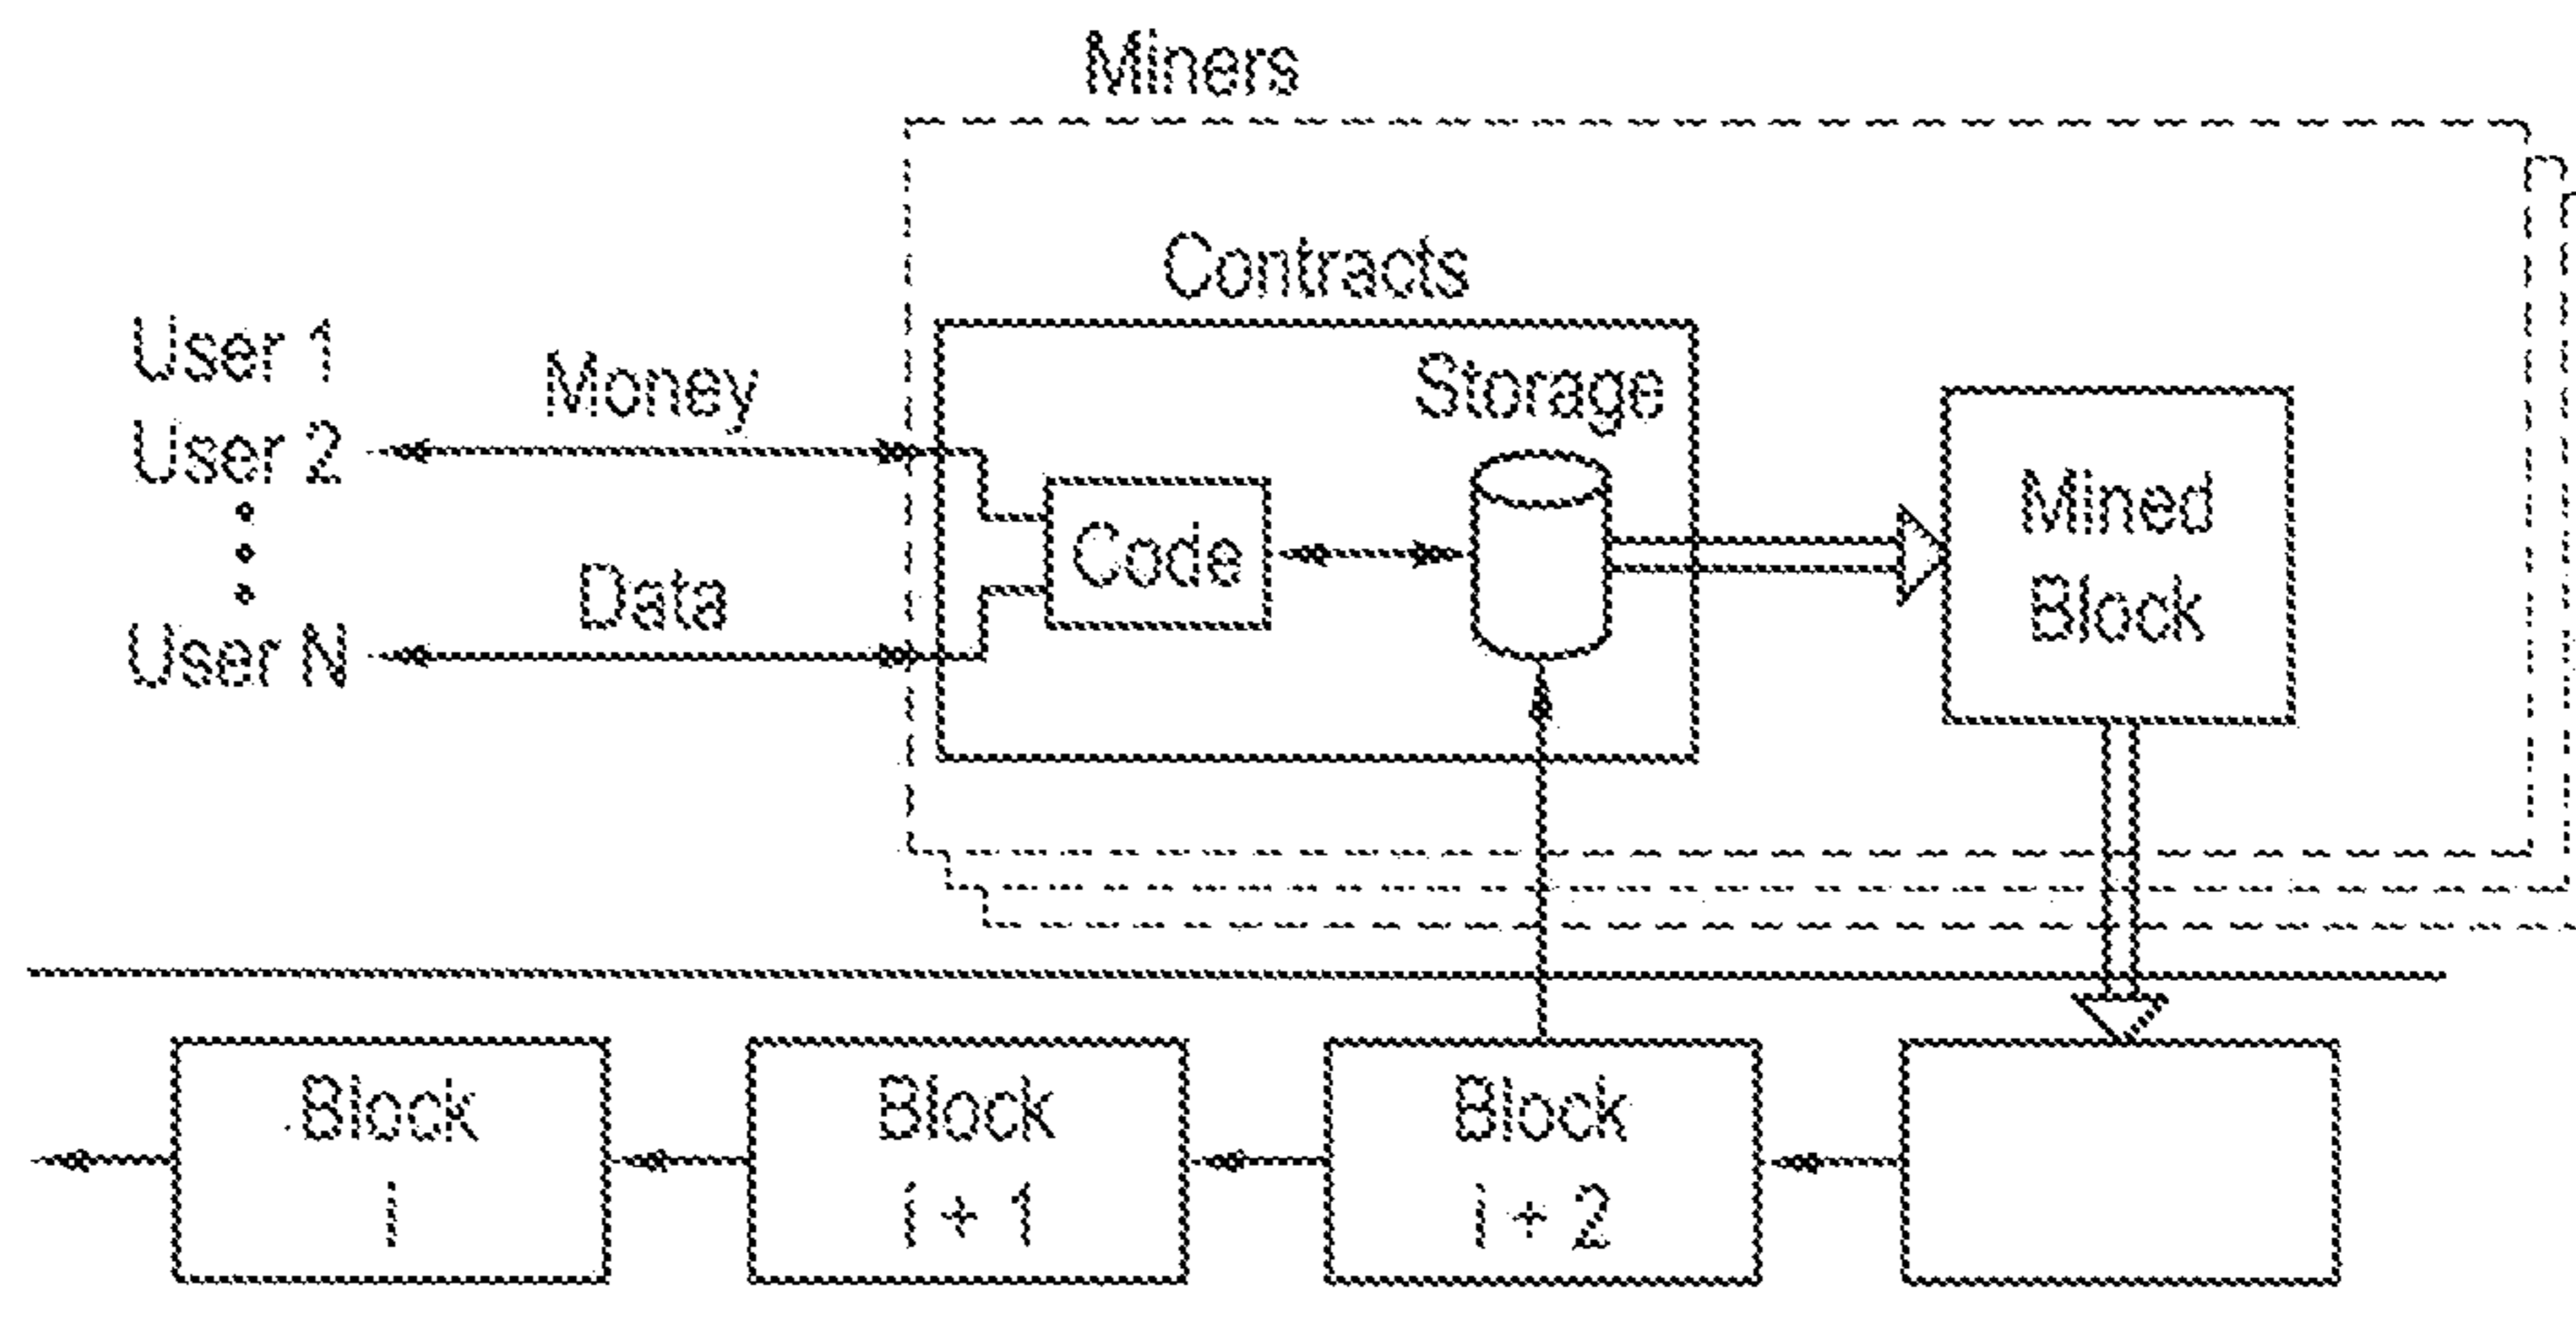 Miners
Contracts
User 1
User 2
User N
Money
Data
Storage
Code
Mined
Block
Block
i
Block
i + 1
Block
i + 2